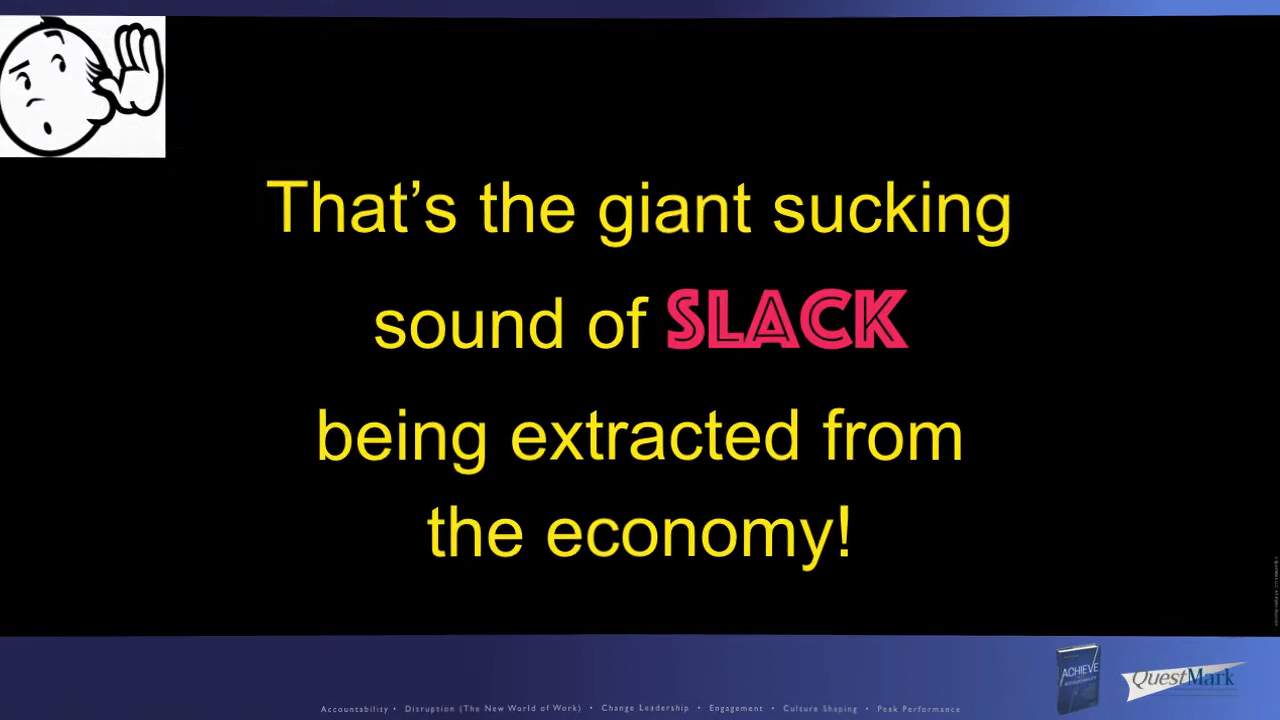 That’s the giant sucking
sound of SLACK
being extracted from
the economy!
ACHIEVE
QuestMark
Accountability • Disruption (The New World of Work) • Change Leadership • Engagement • Culture Shaping • Peak Performance